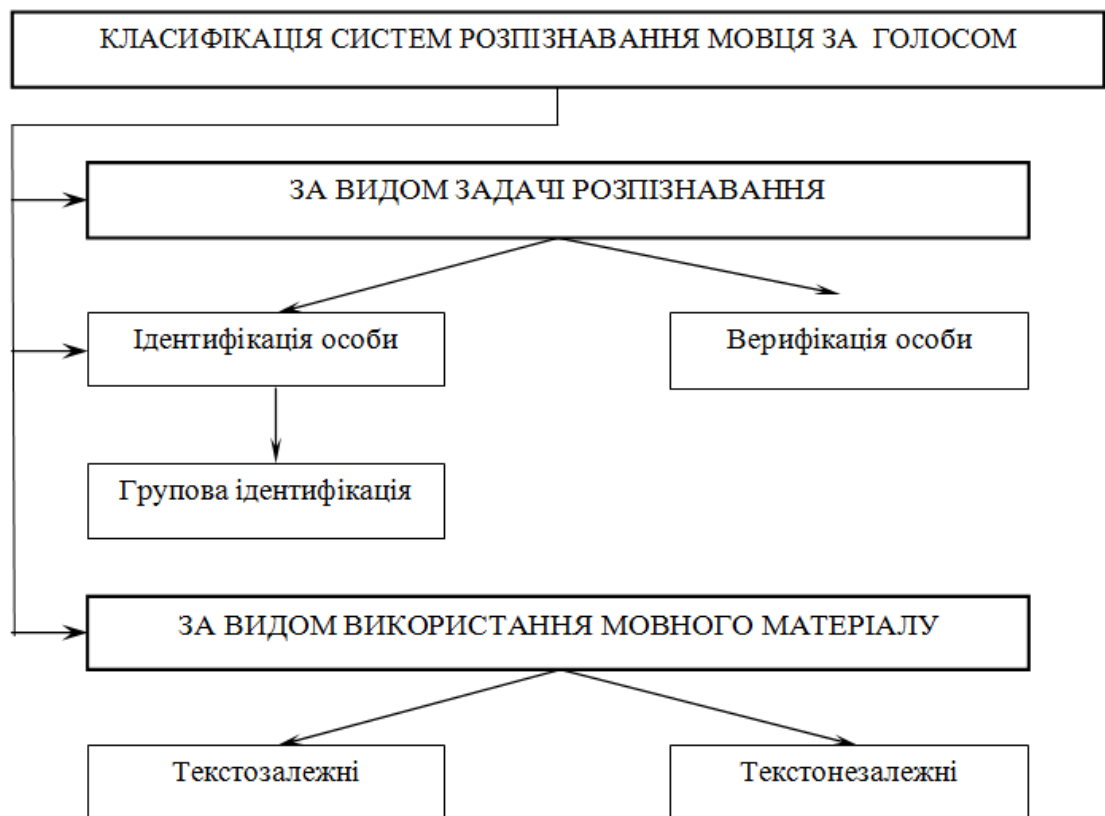 КЛАСИФІКАЦІЯ СИСТЕМ РОЗПІЗНАВАННЯ МОВЦЯ ЗА ГОЛОСОМ
ЗА ВИДОМ ЗАДАЧІ РОЗПІЗНАВАННЯ
Ідентифікація особи
Верифікація особи
Групова ідентифікація
ЗА ВИДОМ ВИКОРИСТАННЯ МОВНОГО МАТЕРІАЛУ
Текстозалежні
Текстонезалежні